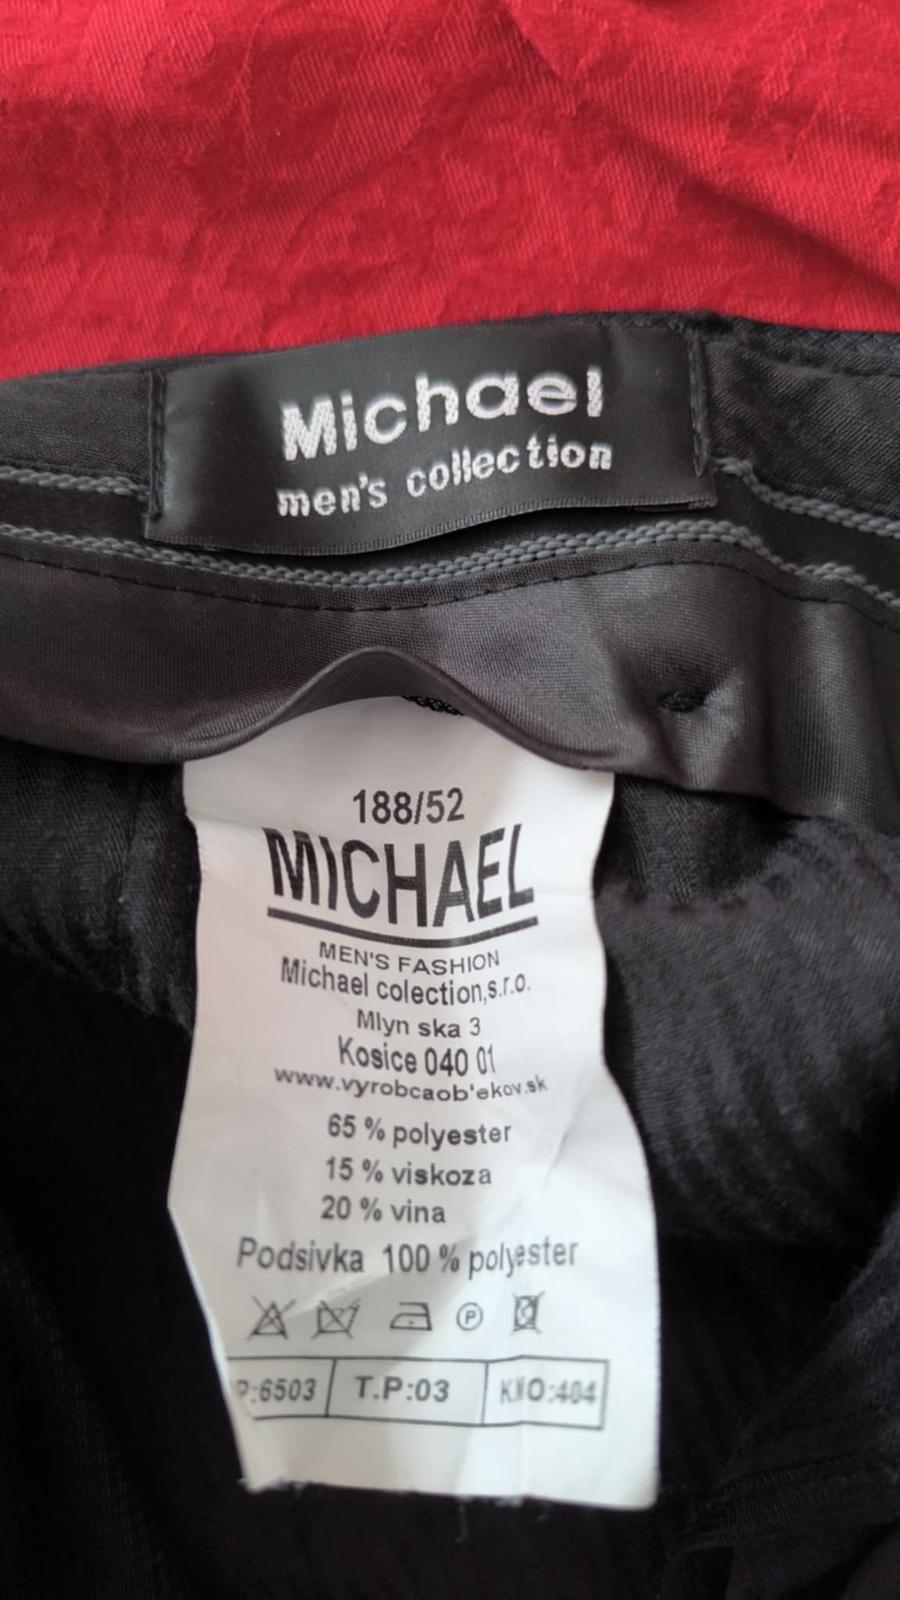 Michael
men's collection
188/52
MICHAEL
MEN'S FASHION
Michael colection,s.r.o.
Mlyn ska 3
Kosice 040 01
www.vyrobcaob'ekov.sk
65 % polyester
15 % viskoza
20 % vina
Podsivka 100 % polyester
P
P:6503 T.P:03 KNO:404